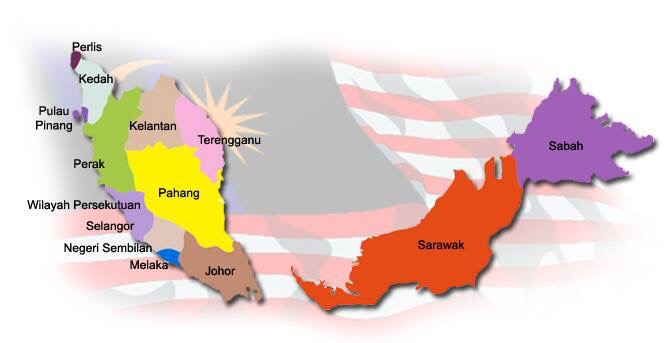 Perlis
Kedah
Pulau
Pinang
Kelantan
Terengganu
Perak
Pahang
Wilayah Persekutuan
Selangor
Negeri Sembilan
Melaka
Johor
Sabah
Sarawak